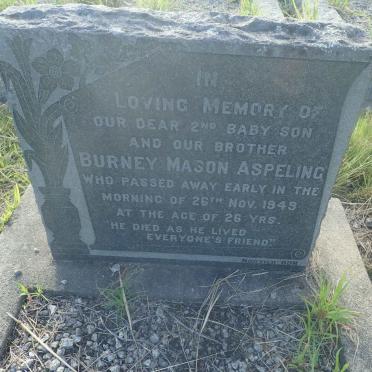 IN
LOVING MEMORY OF
OUR DEAR 2ND BABY SON
AND OUR BROTHER
BURNEY MASON ASPELING
WHO PASSED AWAY EARLY IN THE
MORNING OF 26TH NOV. 1949
AT THE AGE OF 26 YRS.
HE DIED AS HE LIVED
EVERYONE'S FRIEND"